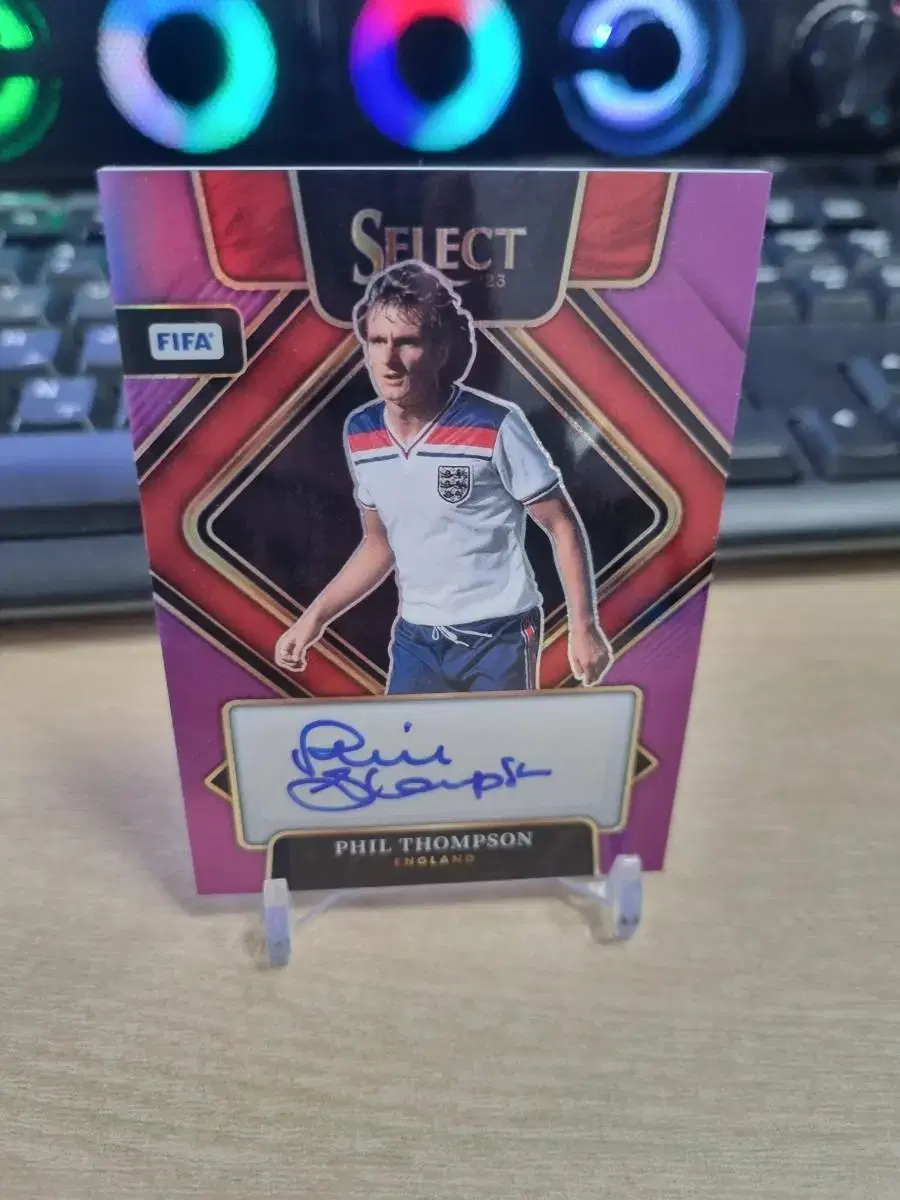 SELECT
23
FIFA
Phil Thompson
PHIL THOMPSON
ENGLAND